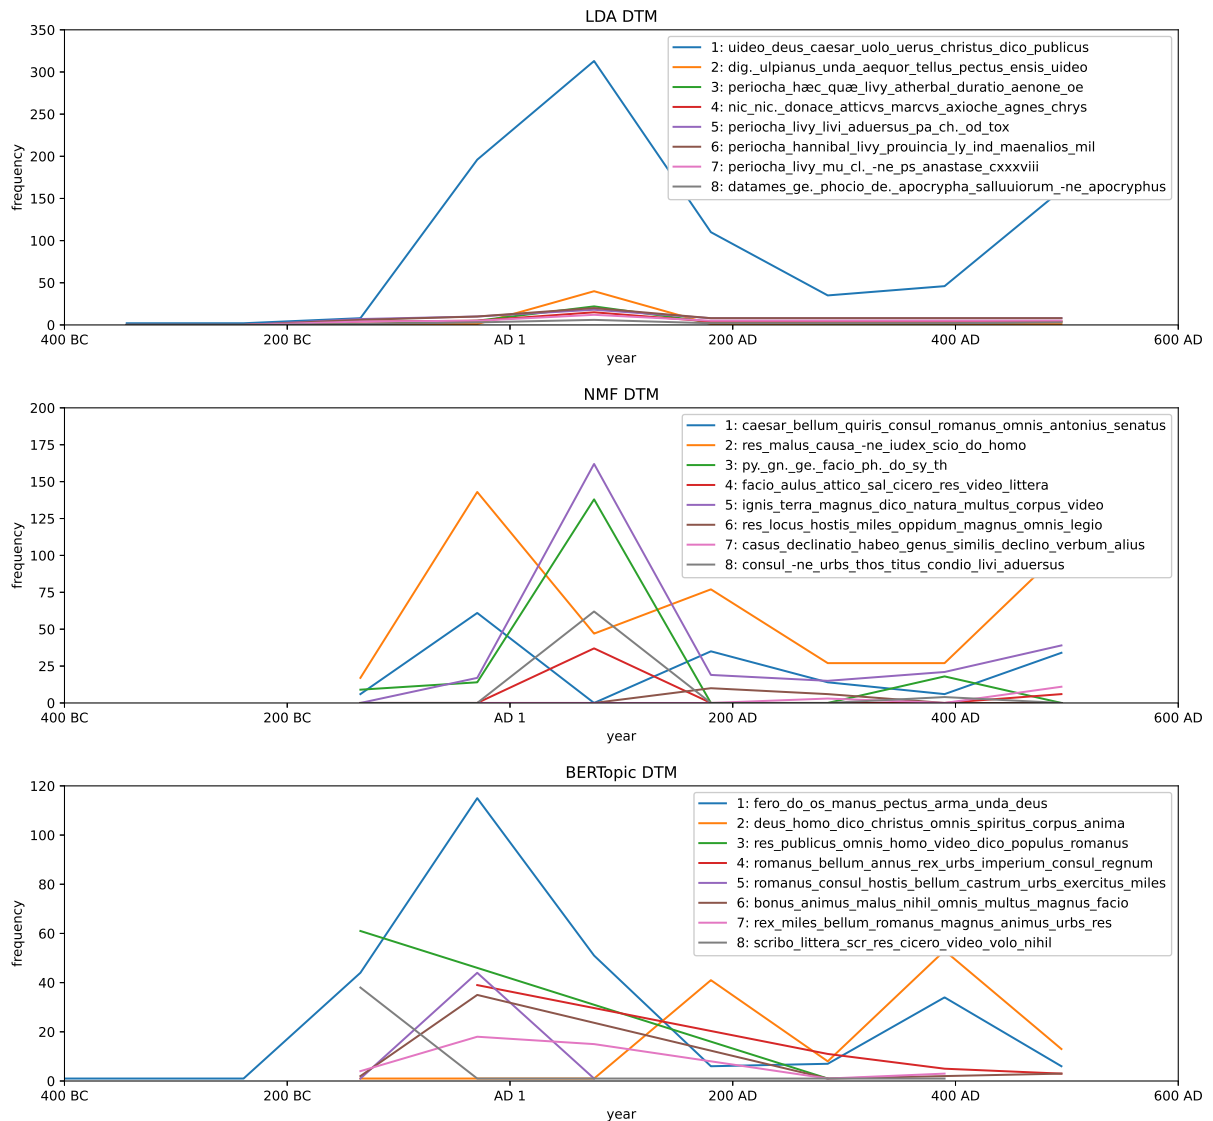 LDA DTM
350
300
250
200
150
100
50
0
frequency
1: uideo_deus_caesar_uolo_uerus_christus_dico_publicus
2: dig._ulpianus_unda_aequor_tellus_pectus_ensis_uideo
3: periocha_hæc_quæ_livy_atherbal_duratio_aenone_oe
4: nic_nic._donace_atticvs_marcvs_axioche_agnes_chrys
5: periocha_livy_livi_aduersus_pa_ch._od_tox
6: periocha_hannibal_livy_prouincia_ly_ind_maenalios_mil
7: periocha_livy_mu_cl._-ne_ps_anastase_cxxxviii
8: datames_ge._phocio_de._apocrypha_salluuiorum_-ne_apocryphus
400 BC 200 BC AD 1 200 AD 400 AD 600 AD
year
NMF DTM
200
175
150
125
100
75
50
25
0
frequency
1: caesar_bellum_quiris_consul_romanus_omnis_antonius_senatus
2: res_malus_causa_-ne_iudex_scio_do_homo
3: py._gn._ge._facio_ph._do_sy_th
4: facio_aulus_attico_sal_cicero_res_video_littera
5: ignis_terra_magnus_dico_natura_multus_corpus_video
6: res_locus_hostis_miles_oppidum_magnus_omnis_legio
7: casus_declinatio_habeo_genus_similis_declino_verbum_alius
8: consul_-ne_urbs_thos_titus_condio_livi_aduersus
400 BC 200 BC AD 1 200 AD 400 AD 600 AD
year
BERTopic DTM
120
100
80
60
40
20
0
frequency
1: fero_do_os_manus_pectus_arma_unda_deus
2: deus_homo_dico_christus_omnis_spiritus_corpus_anima
3: res_publicus_omnis_homo_video_dico_populus_romanus
4: romanus_bellum_annus_rex_urbs_imperium_consul_regnum
5: romanus_consul_hostis_bellum_castrum_urbs_exercitus_miles
6: bonus_animus_malus_nihil_omnis_multus_magnus_facio
7: rex_miles_bellum_romanus_magnus_animus_urbs_res
8: scribo_littera_scr_res_cicero_video_volo_nihil
400 BC 200 BC AD 1 200 AD 400 AD 600 AD
year